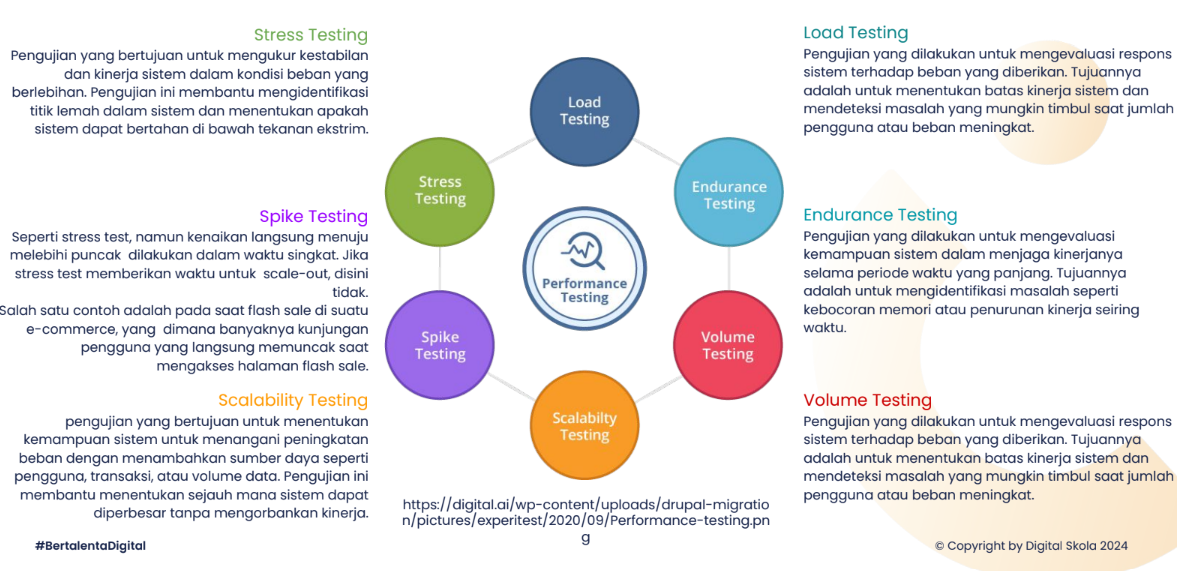 Stress Testing
Pengujian yang bertujuan untuk mengukur kestabilan
dan kinerja sistem dalam kondisi beban yang
berlebihan. Pengujian ini membantu mengidentifikasi
titik lemah dalam sistem dan menentukan apakah
sistem dapat bertahan di bawah tekanan ekstrim.
Spike Testing
Seperti stress test, namun kenaikan langsung menuju
melebihi puncak dilakukan dalam waktu singkat. Jika
stress test memberikan waktu untuk scale-out, disini
tidak.
Salah satu contoh adalah pada saat flash sale di suatu
e-commerce, yang dimana banyaknya kunjungan
pengguna yang langsung memuncak saat
mengakses halaman flash sale.
Scalability Testing
pengujian yang bertujuan untuk menentukan
kemampuan sistem untuk menangani peningkatan
beban dengan menambahkan sumber daya seperti
pengguna, transaksi, atau volume data. Pengujian ini
membantu menentukan sejauh mana sistem dapat
diperbesar tanpa mengorbankan kinerja.
Load
Testing
Stress
Testing
Endurance
Testing
Performance
Testing
Spike
Testing
Volume
Testing
Scalabilty
Testing
https://digital.ai/wp-content/uploads/drupal-migratio
n/pictures/experitest/2020/09/Performance-testing.pn
g
Load Testing
Pengujian yang dilakukan untuk mengevaluasi respons
sistem terhadap beban yang diberikan. Tujuannya
adalah untuk menentukan batas kinerja sistem dan
mendeteksi masalah yang mungkin timbul saat jumlah
pengguna atau beban meningkat.
Endurance Testing
Pengujian yang dilakukan untuk mengevaluasi
kemampuan sistem dalam menjaga kinerjanya
selama periode waktu yang panjang. Tujuannya
adalah untuk mengidentifikasi masalah seperti
kebocoran memori atau penurunan kinerja seiring
waktu.
Volume Testing
Pengujian yang dilakukan untuk mengevaluasi respons
sistem terhadap beban yang diberikan. Tujuannya
adalah untuk menentukan batas kinerja sistem dan
mendeteksi masalah yang mungkin timbul saat jumlah
pengguna atau beban meningkat.
#BertalentaDigital
© Copyright by Digital Skola 2024